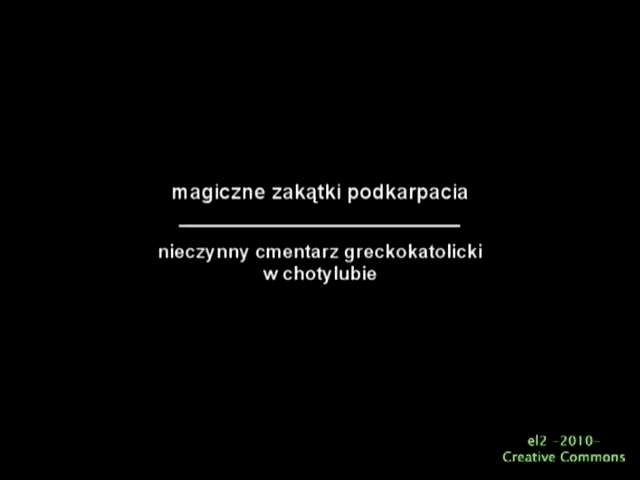 magiczne zakątki podkarpacia
nieczynny cmentarz greckokatolicki
w chotylubie
el2 -2010-
Creative Commons